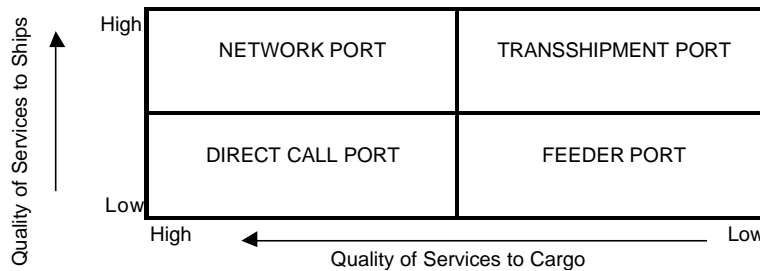 Quality of Services to Ships
High
NETWORK PORT
TRANSSHIPMENT PORT
DIRECT CALL PORT
FEEDER PORT
Low
High
Low
Quality of Services to Cargo